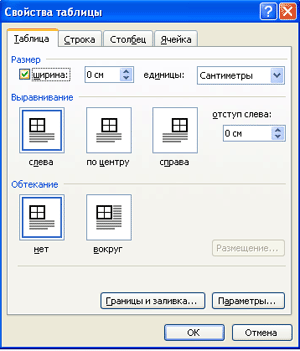 Свойства таблицы
Таблица Строка Столбец Ячейка
Размер
ширина: 0 см единицы: Сантиметры
Выравнивание
отступ слева:
0 см
слева по центру справа
Обтекание
нет вокруг
Размещение...
Границы и заливка... Параметры...
ОК Отмена